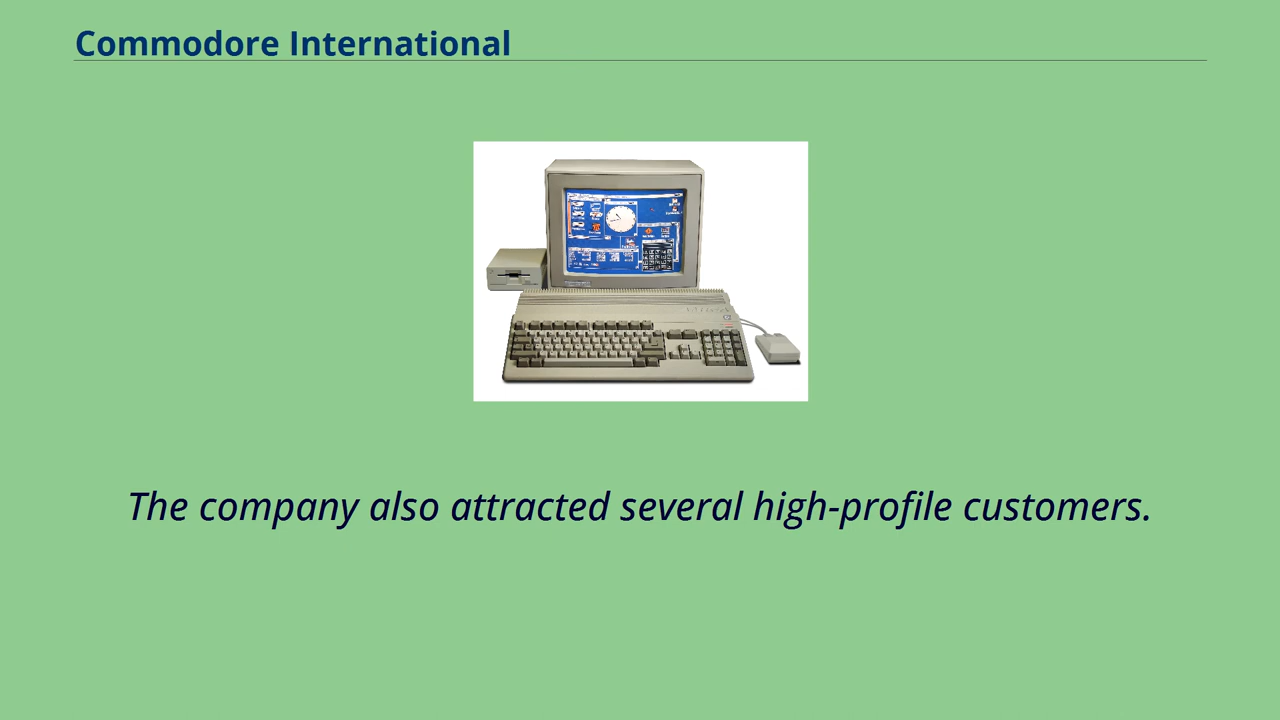 Commodore International
The company also attracted several high-profile customers.